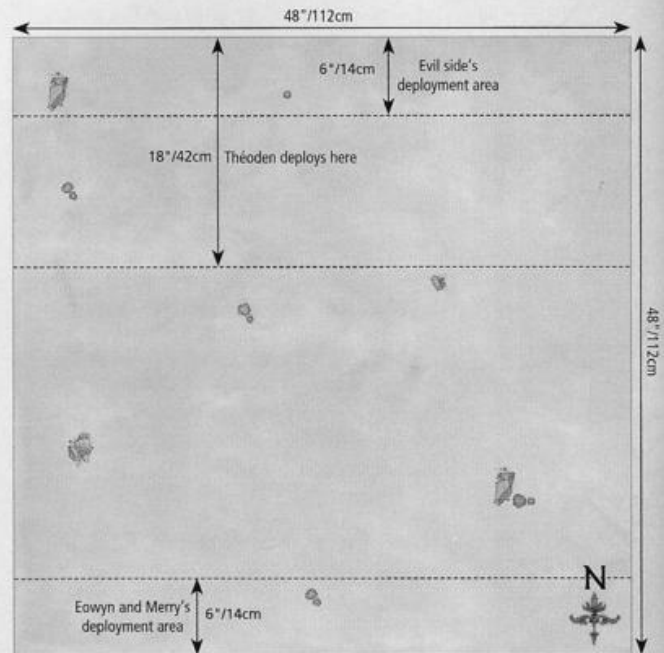 48"/112cm
6"/14cm
Evil side's
deployment area
18"/42cm
Théoden deploys here
48"/112cm
N
Eowyn and Merry's
deployment area
6"/14cm